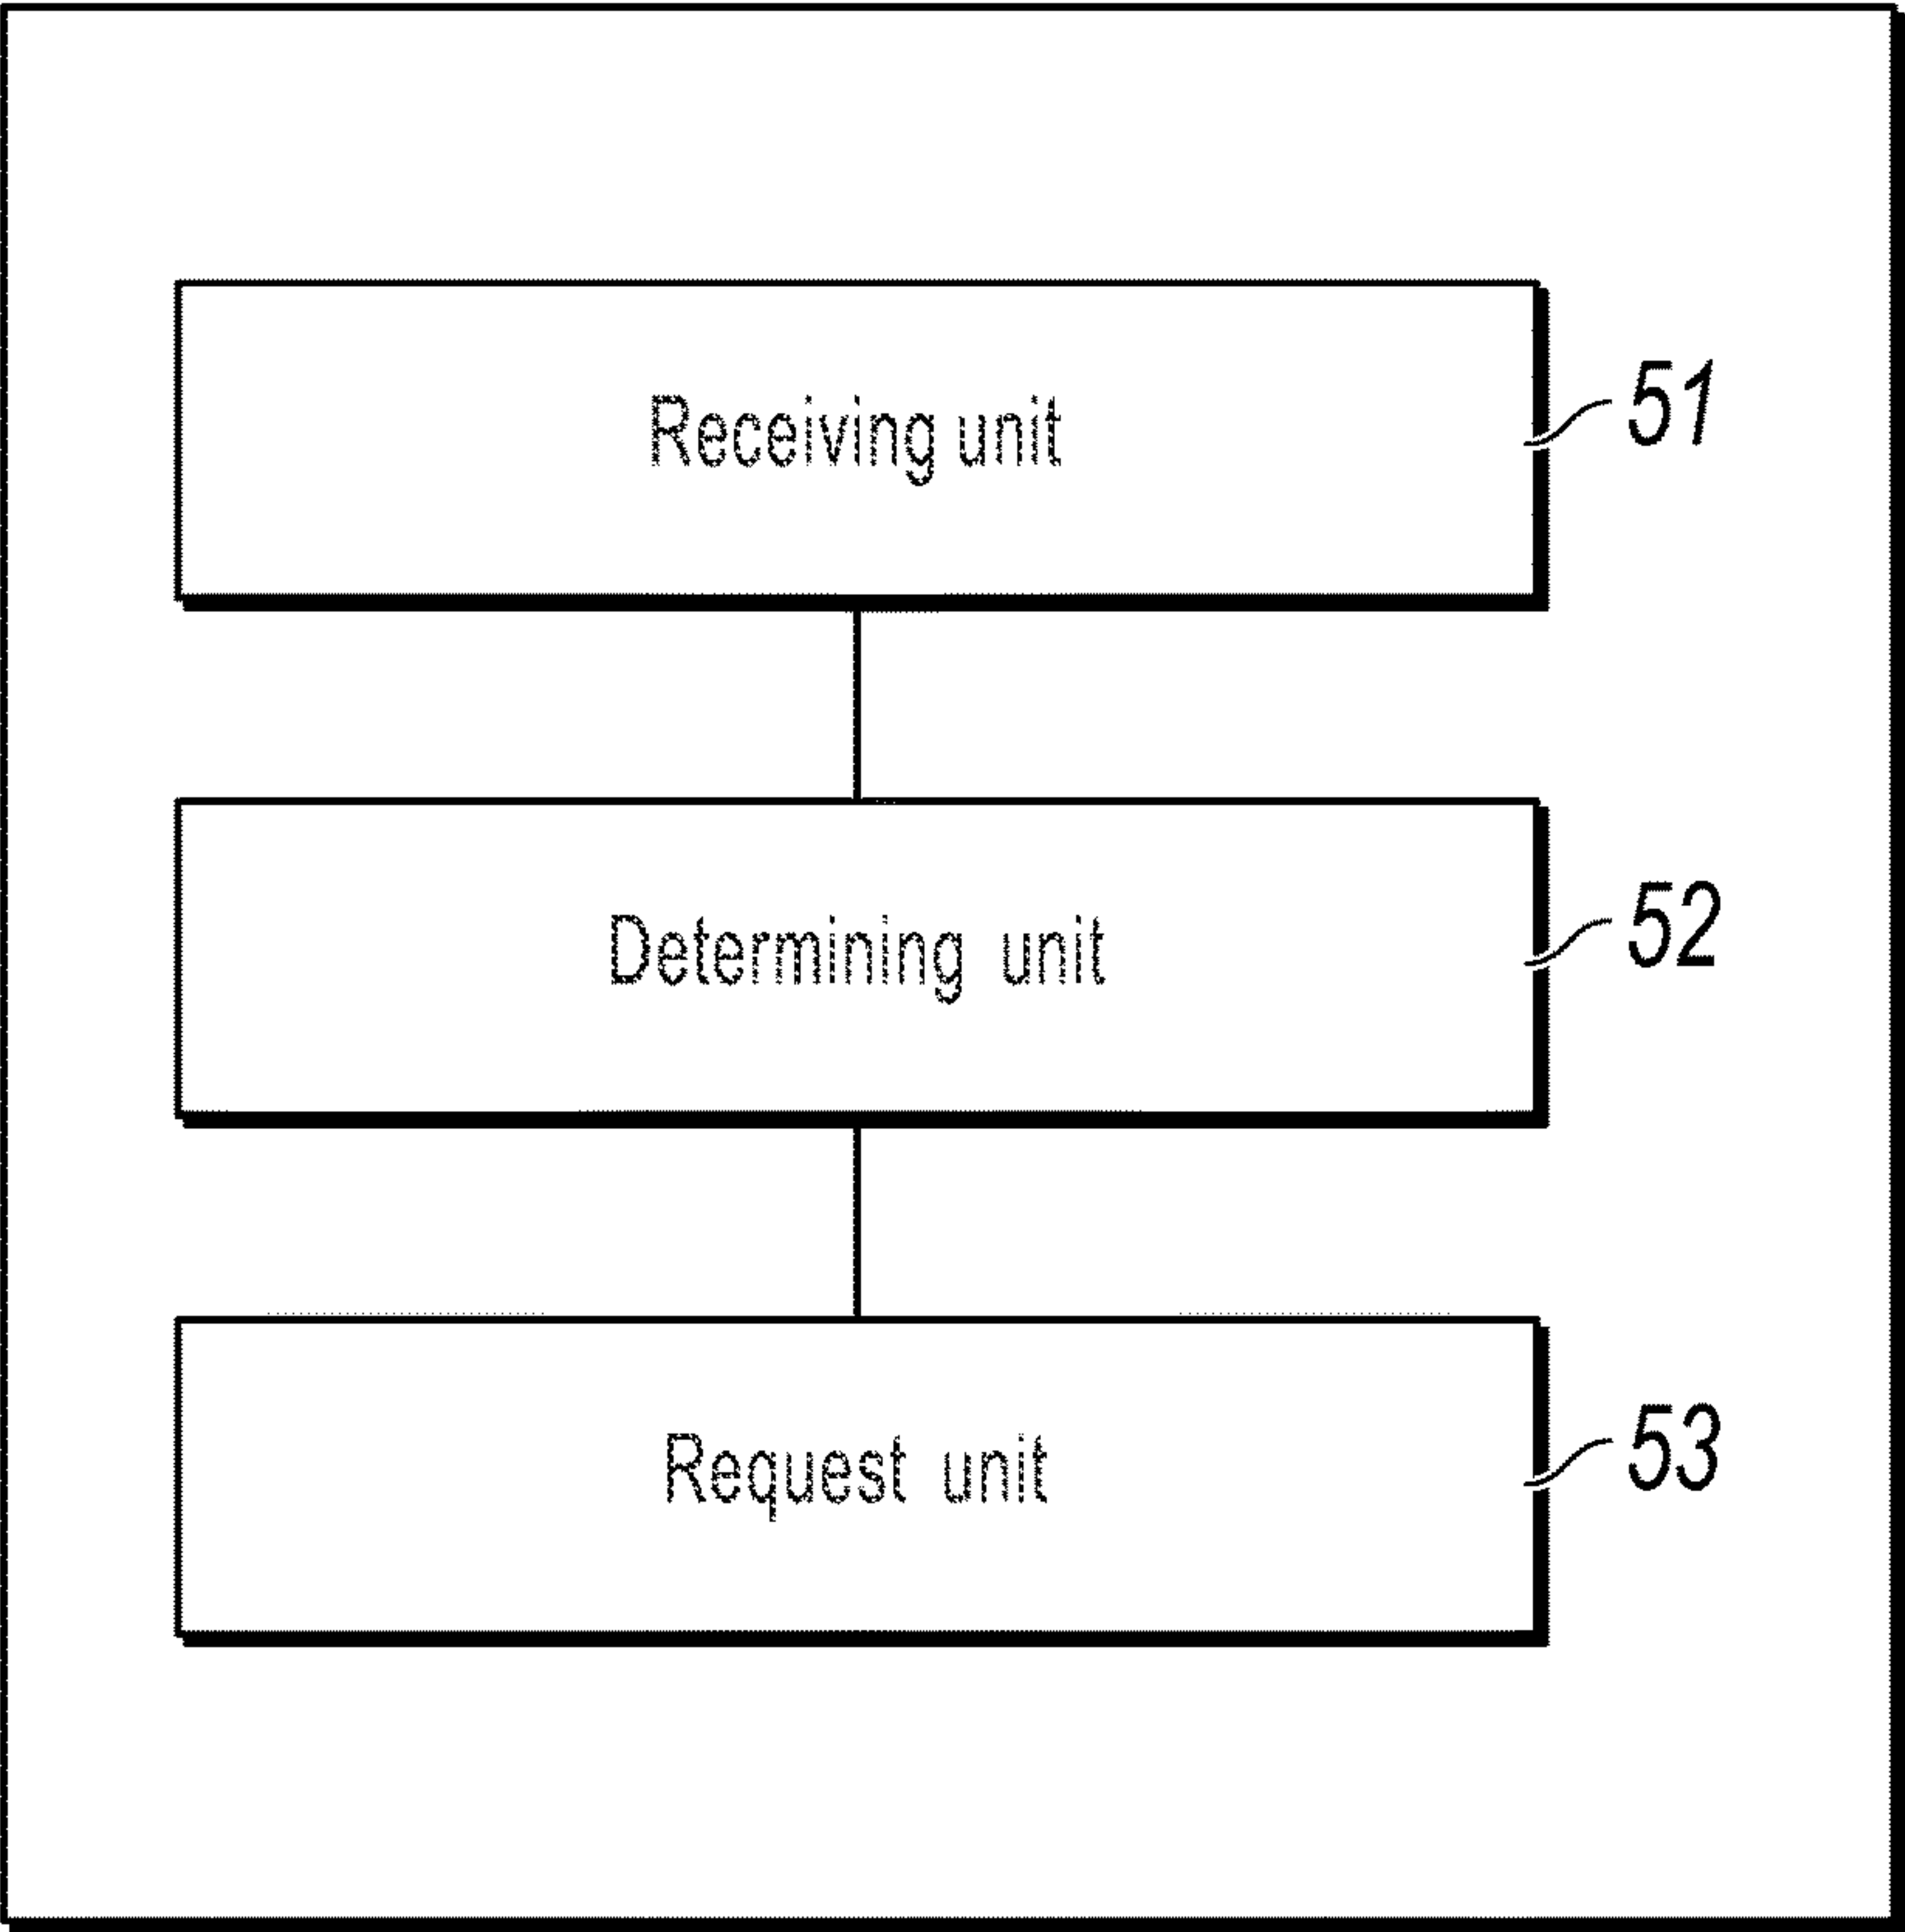 Receiving unit
51
Determining unit
52
Request unit
53